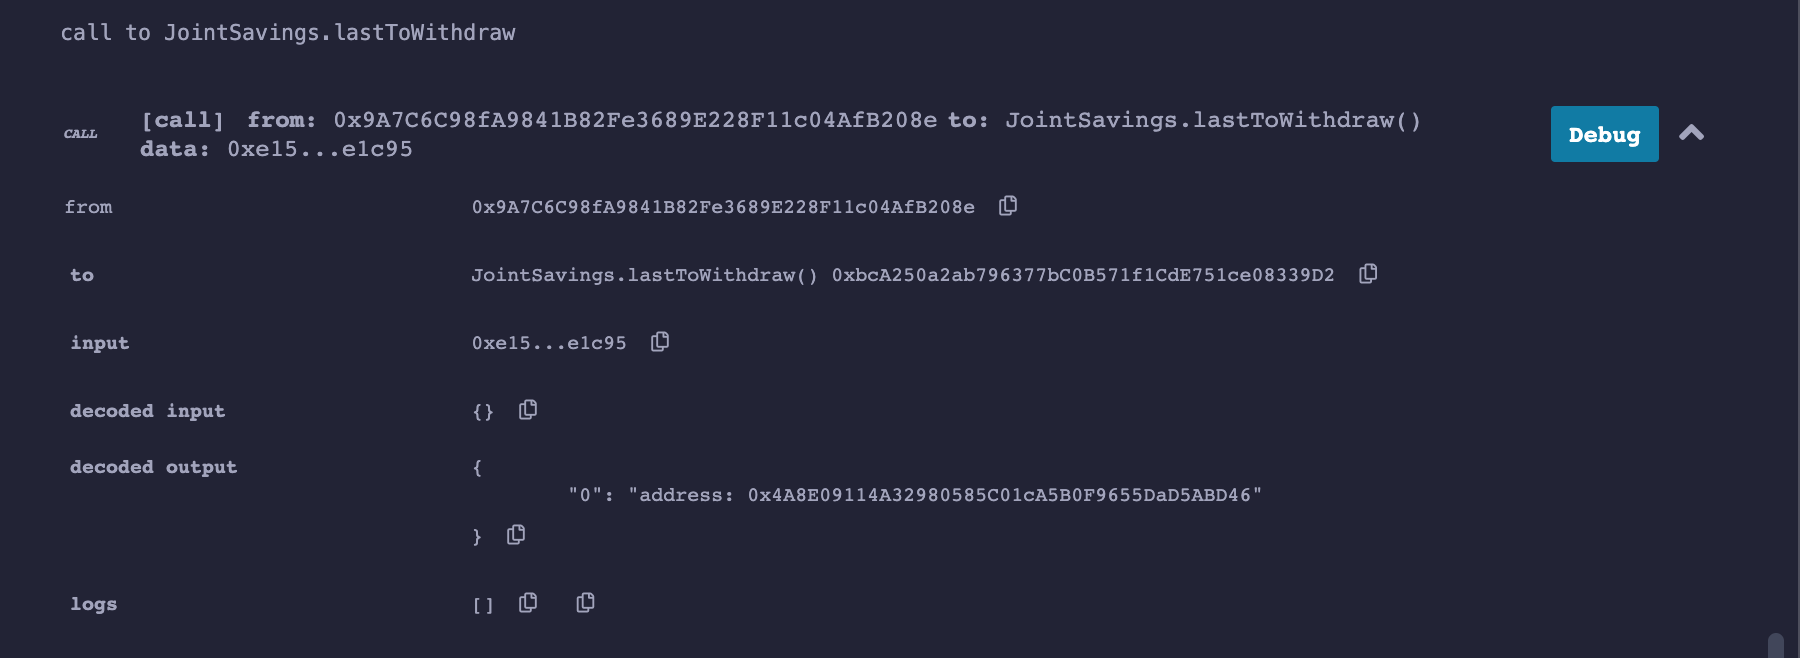 call to JointSavings.lastToWithdraw
CALL [call] from: 0x9A7C6C98fA9841B82Fe3689E228F11c04AfB208e to: JointSavings.lastToWithdraw()
data: 0xe15...e1c95
Debug
from 0x9A7C6C98fA9841B82Fe3689E228F11c04AfB208e
to JointSavings.lastToWithdraw() 0xbcA250a2ab796377bC0B571f1CdE751ce08339D2
input 0xe15...e1c95
decoded input {}
decoded output {
"0": "address: 0x4A8E09114A32980585C01cA5B0F9655DaD5ABD46"
}
logs []